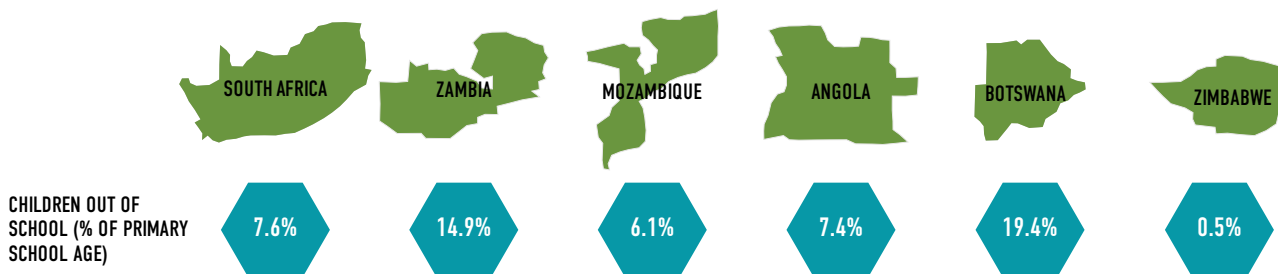 SOUTH AFRICA
ZAMBIA
MOZAMBIQUE
ANGOLA
BOTSWANA
ZIMBABWE
CHILDREN OUT OF
SCHOOL (% OF PRIMARY
SCHOOL AGE)
7.6%
14.9%
6.1%
7.4%
19.4%
0.5%